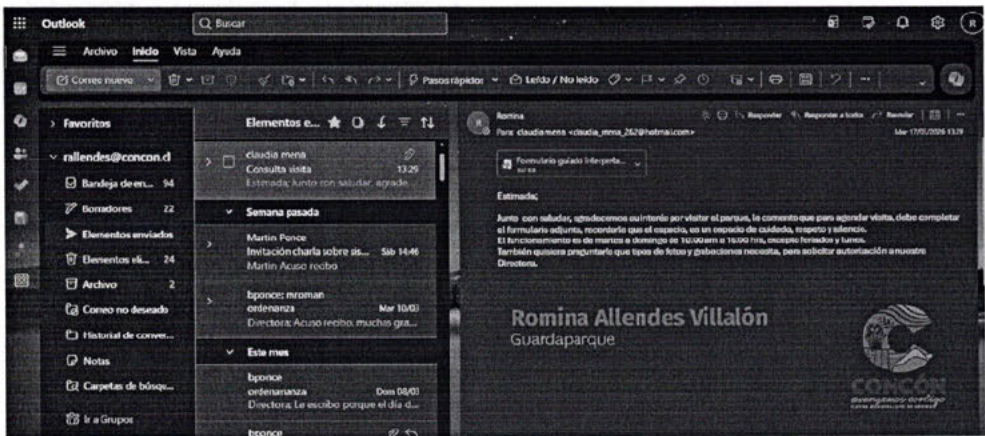 Outlook
Buscar
R
Archivo Inicio Vista Ayuda
Correo nuevo
Pasos rápidos
Leído / No leído
Favoritos
rallendes@concon.cl
Bandeja de en... 94
Borradores 22
Elementos enviados
Elementos eli... 24
Archivo 2
Correo no deseado
Historial de conver...
Notas
Carpetas de búsqu...
Ir a Grupos
Elementos e...
claudia mena
Consulta visita 13:29
Estimada; Junto con saludar, agrade...
Semana pasada
Martin Ponce
Invitación charla sobre sis... Sáb 14:46
Martin Acuso recibo
bponce; mroman
ordenanza Mar 10/03
Directora; Acuso recibo, muchas gra...
Este mes
bponce
ordenananza Dom 08/03
Directora; Le escribo porque el día d...
bponce
R
Romina
Para: claudia mena
Responder Responder a todos Reenviar
Mar 17/03/2026 13:29
Formulario guiado interpreta...
Estimada;
Junto con saludar, agradecemos su interés por visitar el parque, le comento que para agendar visita, debe completar
el formulario adjunto, recordarle que el espacio, es un espacio de cuidado, respeto y silencio.
El funcionamiento es de martes a domingo de 10:00 am a 16:00 hrs, excepto feriados y lunes.
También quisiera preguntarle que tipos de fotos y grabaciones necesita, para solicitar autorización a nuestra
Directora.
Romina Allendes Villalón
Guardaparque
CONCÓN
avanzamos contigo